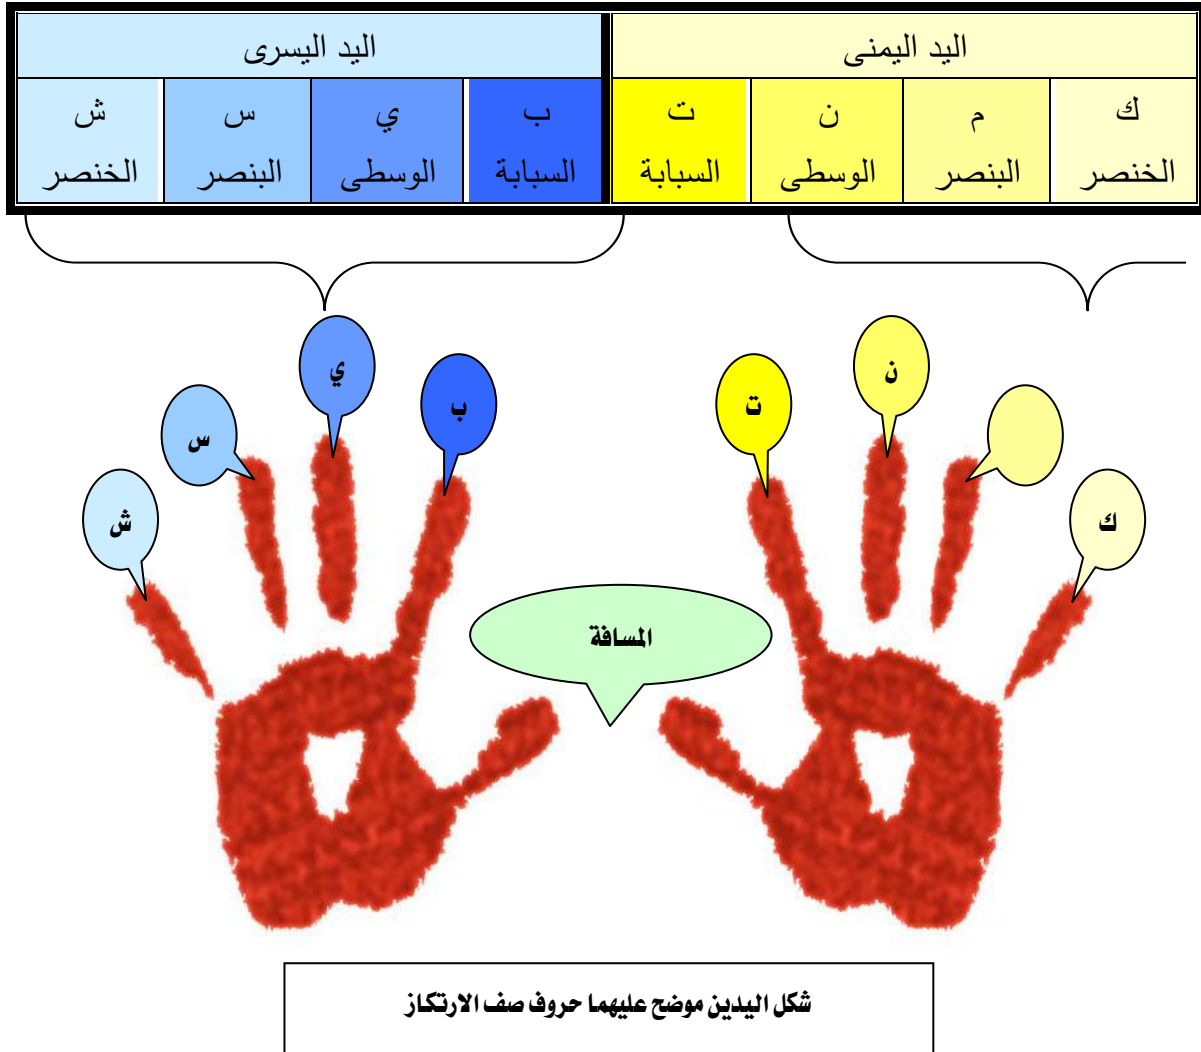 اليد اليمنى
اليد اليسرى
ك م ن ت ب ي س ش
الخنصر البنصر الوسطى السبابة السبابة الوسطى البنصر الخنصر
ن ي
ت ب
س
ك ش
المسافة
شكل اليدين موضح عليهما حروف صف الارتكاز